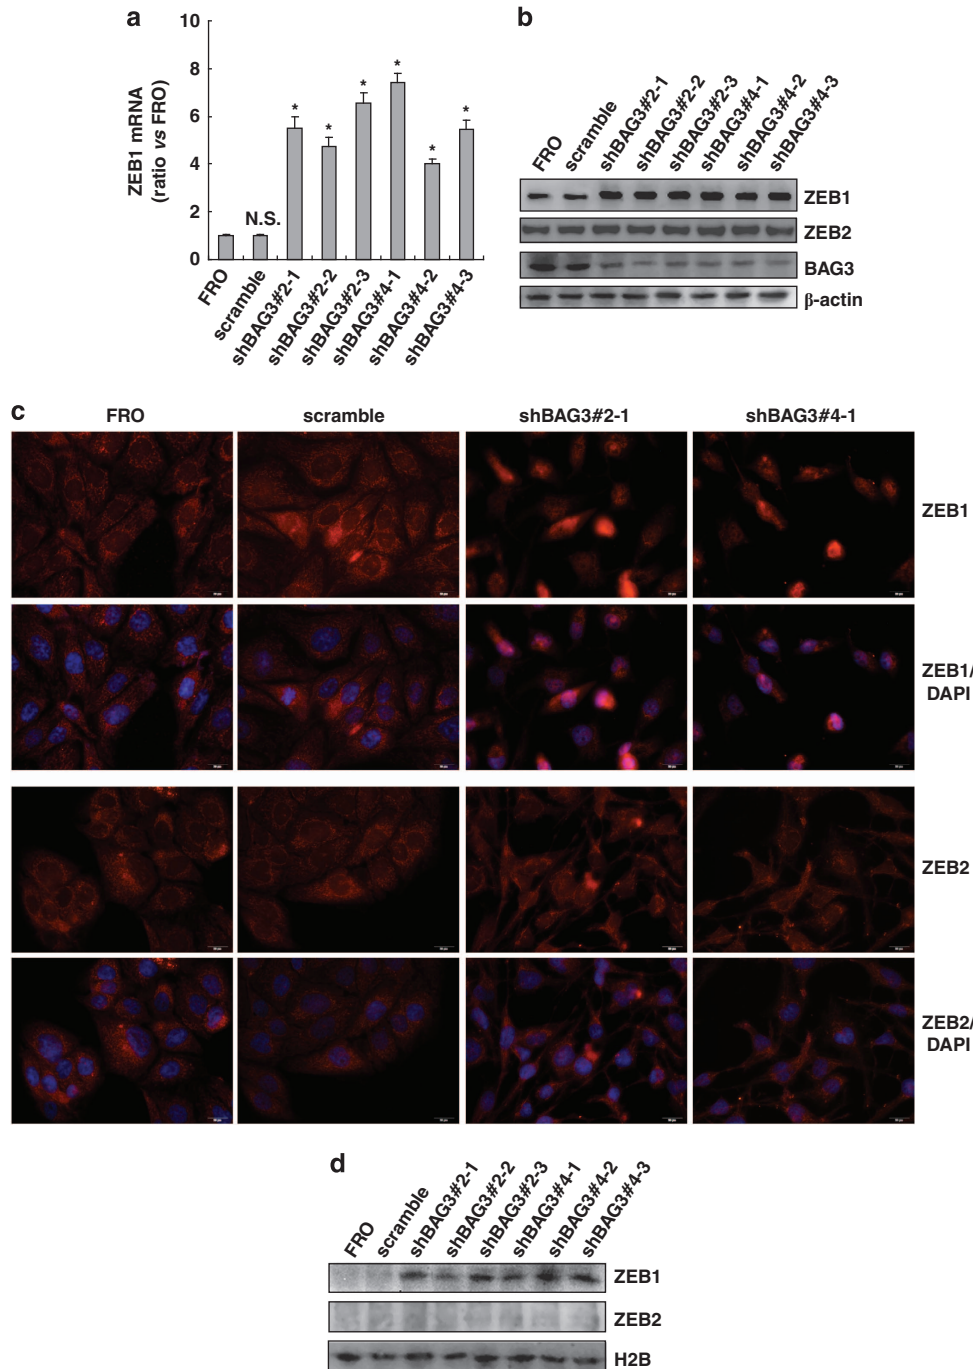 a
10
8
6
4
2
0
ZEB1 mRNA
(ratio vs FRO)
N.S.
*
*
*
*
*
*
FRO
scramble
shBAG3#2-1
shBAG3#2-2
shBAG3#2-3
shBAG3#4-1
shBAG3#4-2
shBAG3#4-3
b
FRO
scramble
shBAG3#2-1
shBAG3#2-2
shBAG3#2-3
shBAG3#4-1
shBAG3#4-2
shBAG3#4-3
ZEB1
ZEB2
BAG3
β-actin
c
FRO
scramble
shBAG3#2-1
shBAG3#4-1
ZEB1
ZEB1/
DAPI
ZEB2
ZEB2/
DAPI
d
FRO
scramble
shBAG3#2-1
shBAG3#2-2
shBAG3#2-3
shBAG3#4-1
shBAG3#4-2
shBAG3#4-3
ZEB1
ZEB2
H2B